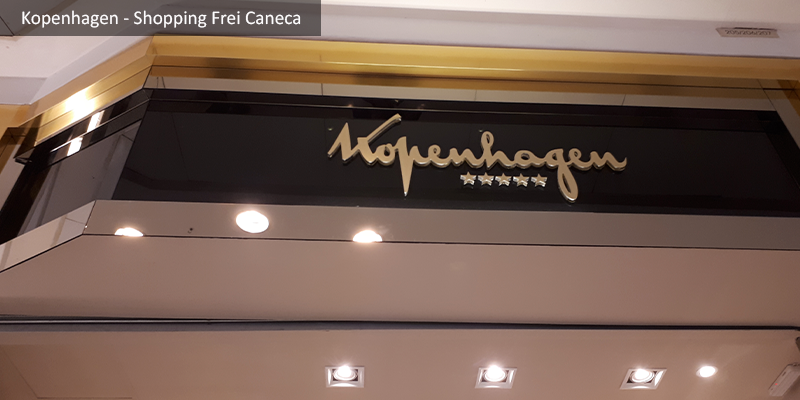 Kopenhagen - Shopping Frei Caneca
Kopenhagen